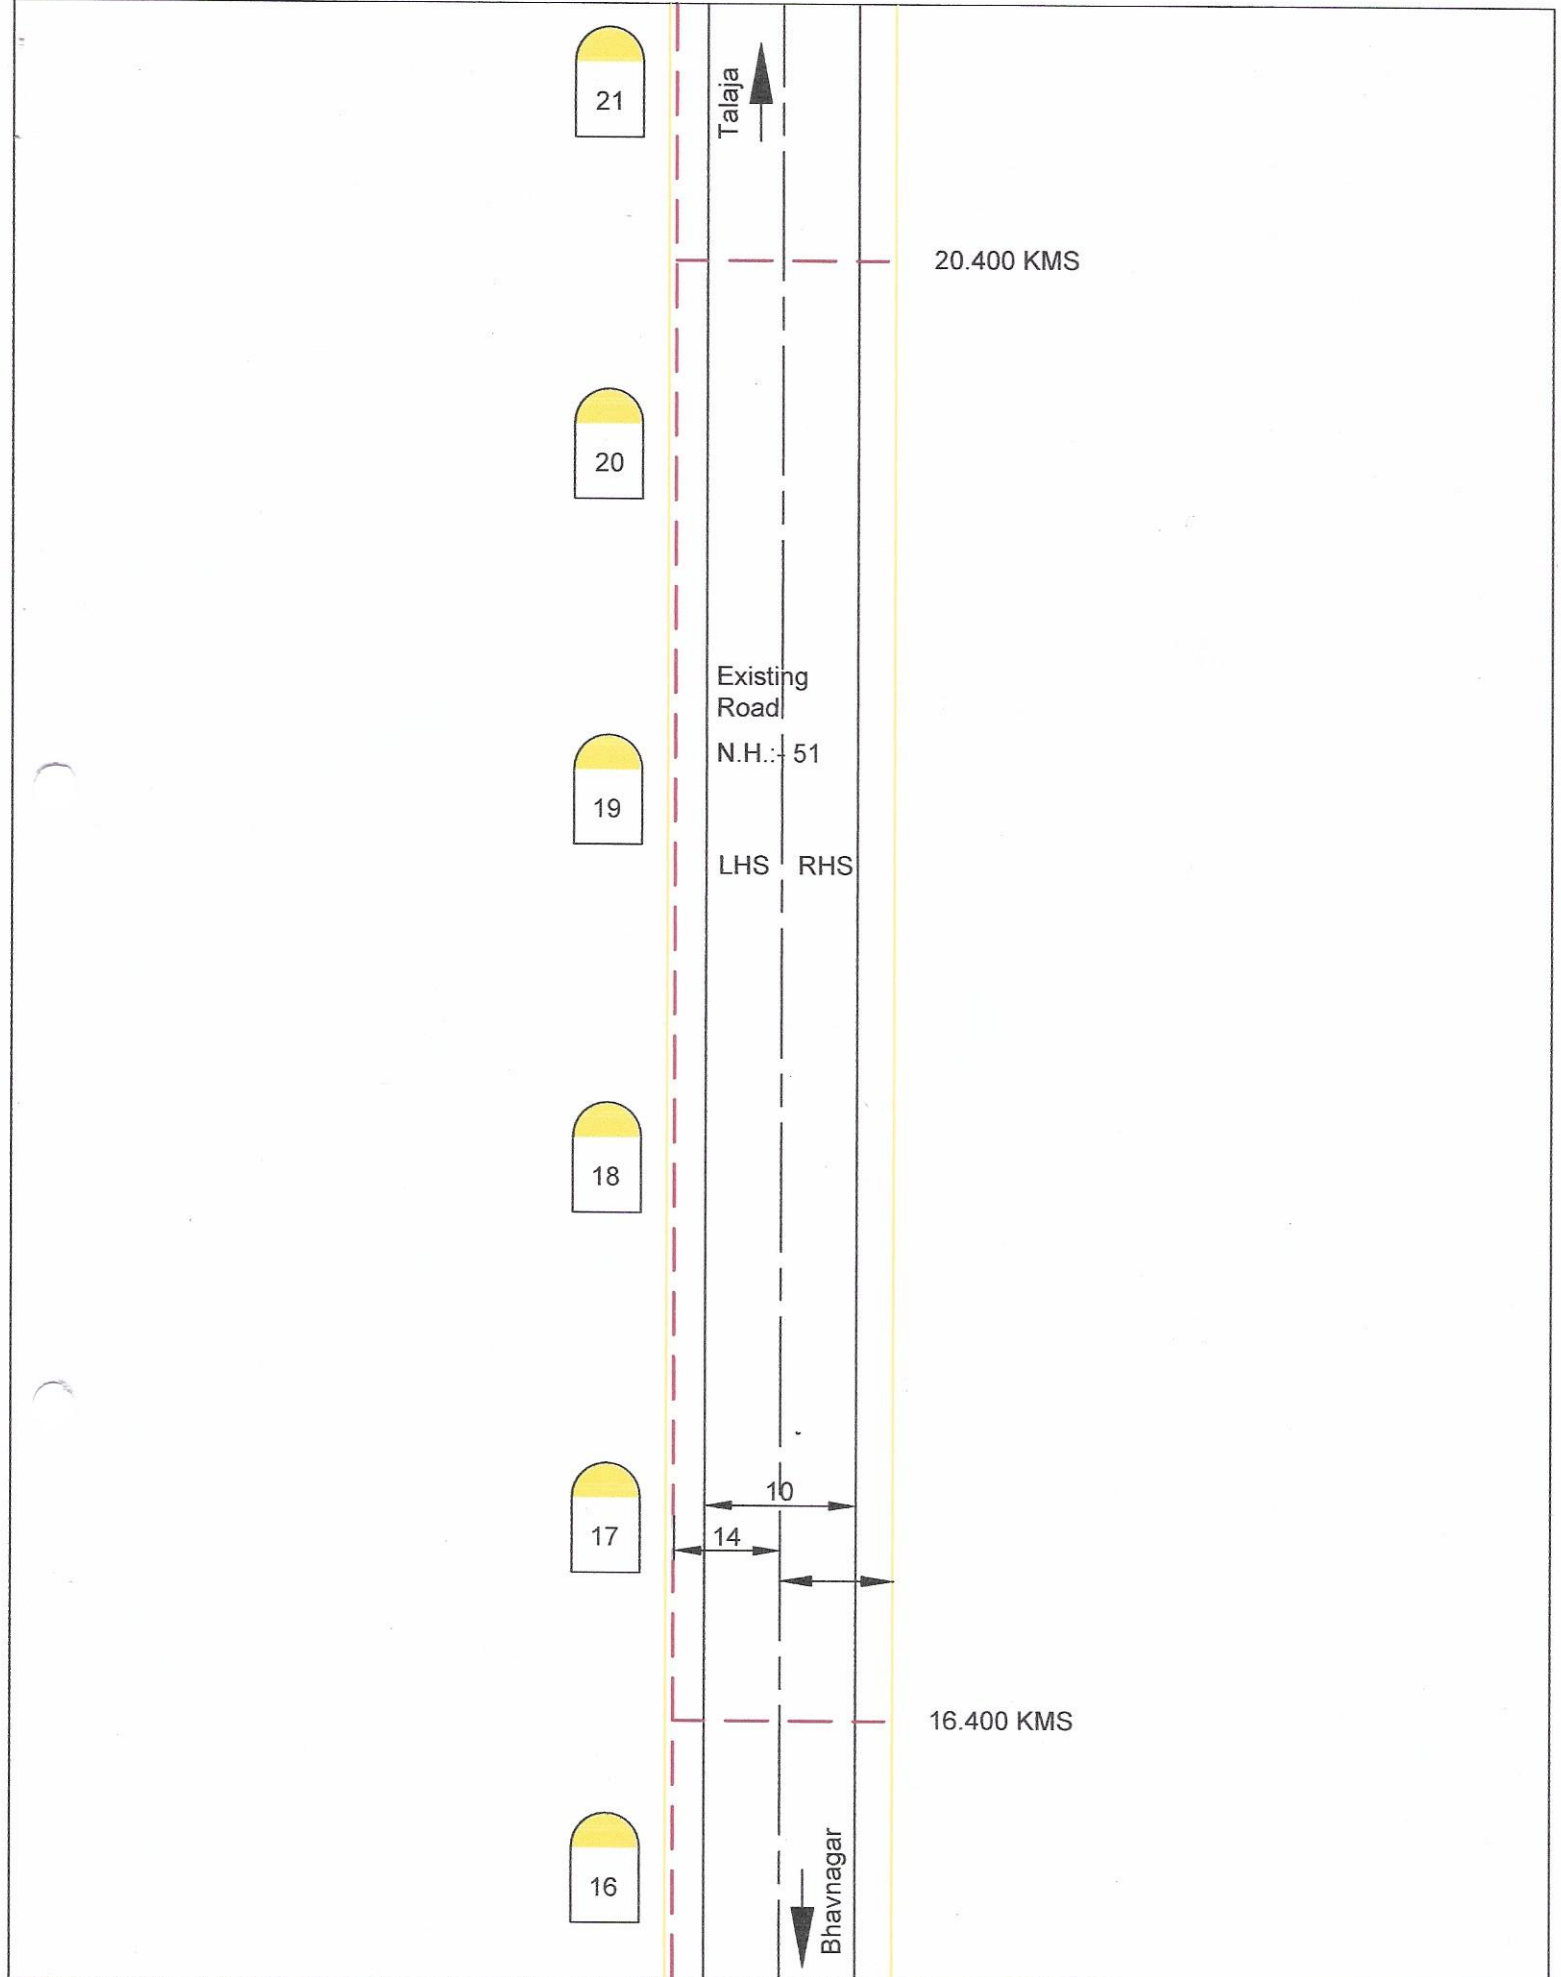 21
Talaja
20.400 KMS
20
Existing
Road
N.H.:- 51
19
LHS RHS
18
10
17
14
16.400 KMS
16
Bhavnagar